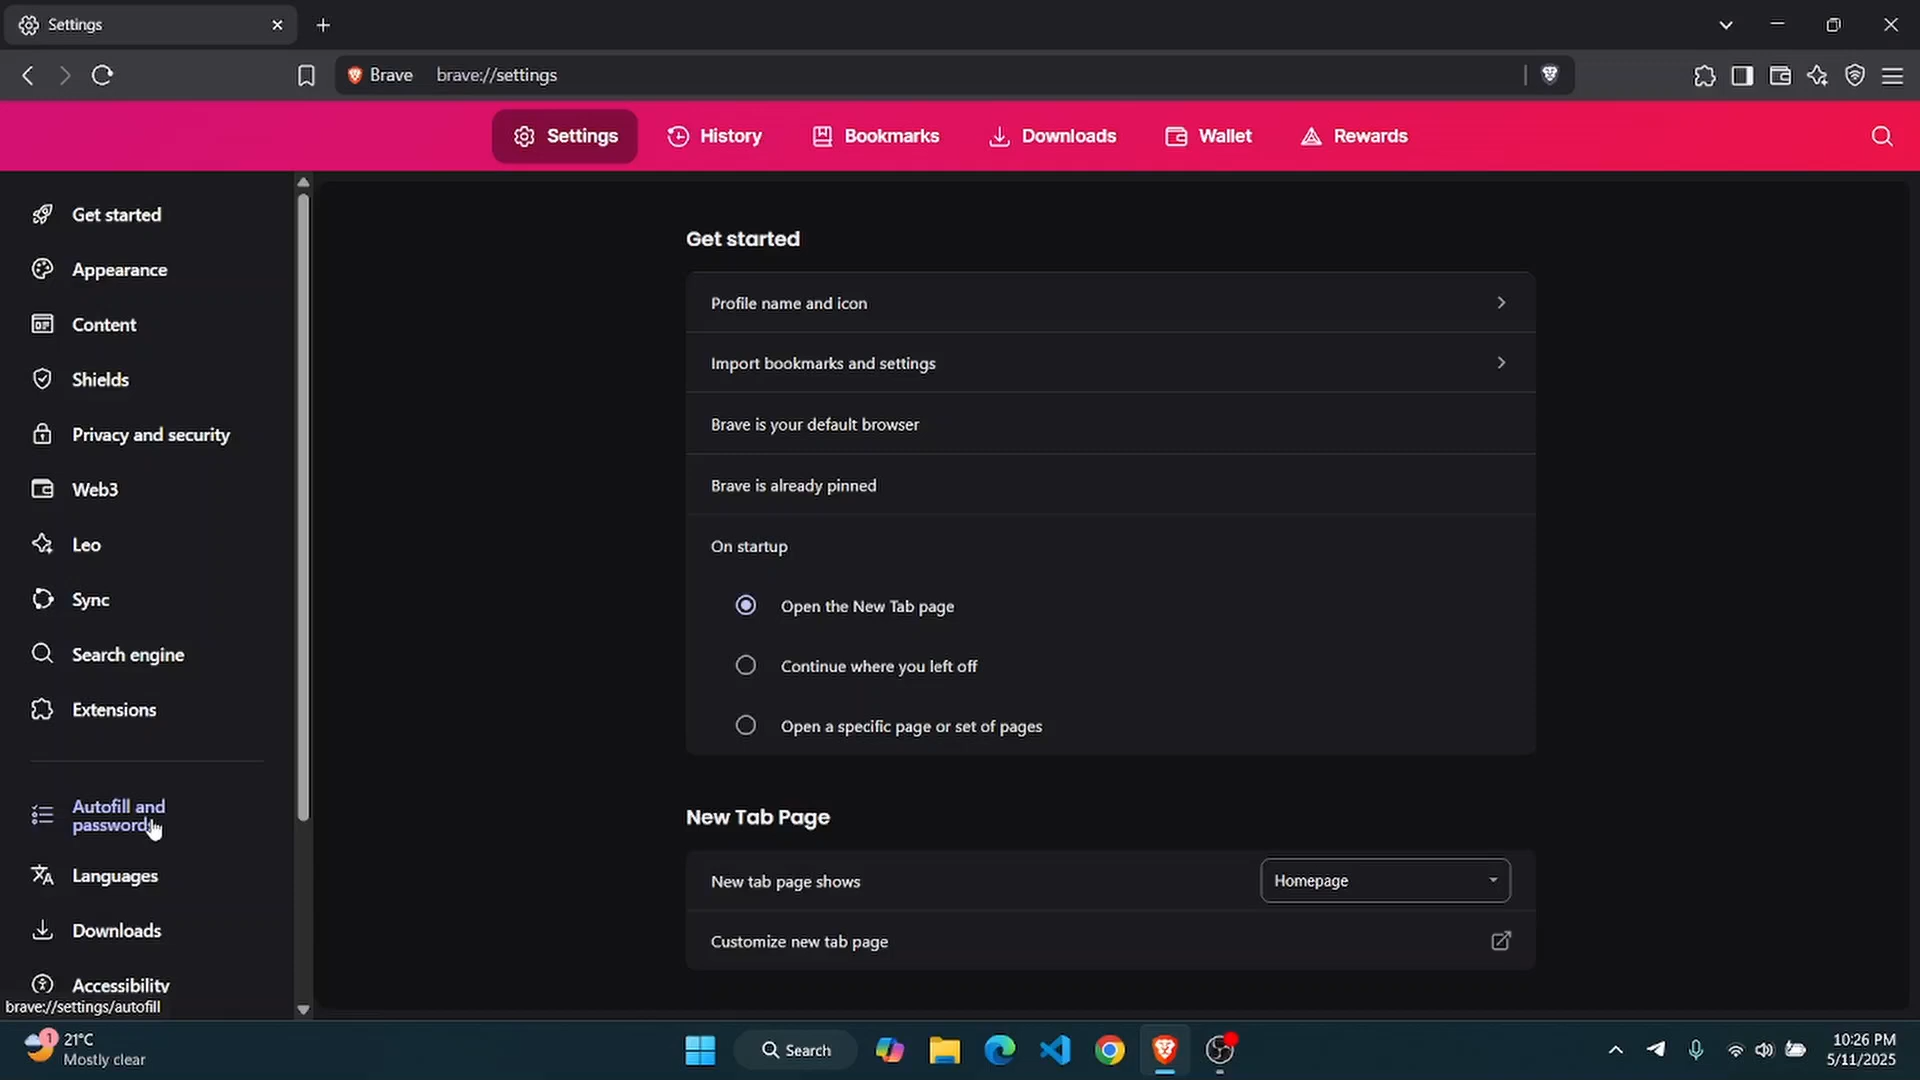 Settings
Brave brave://settings
Settings History Bookmarks Downloads Wallet Rewards
Get started
Appearance
Content
Shields
Privacy and security
Web3
Leo
Sync
Search engine
Extensions
Autofill and
passwords
Languages
Downloads
Accessibility
brave://settings/autofill
Get started
Profile name and icon
Import bookmarks and settings
Brave is your default browser
Brave is already pinned
On startup
Open the New Tab page
Continue where you left off
Open a specific page or set of pages
New Tab Page
New tab page shows Homepage
Customize new tab page
1
21°C
Mostly clear
Search
10:26 PM
5/11/2025